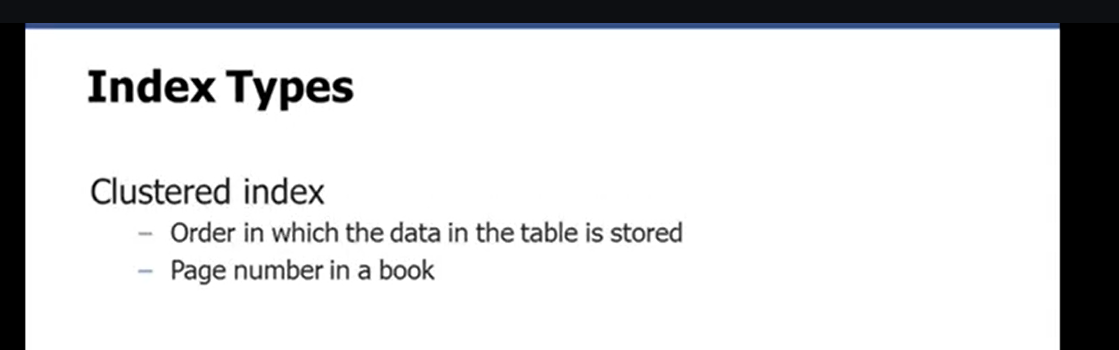 Index Types
Clustered index
– Order in which the data in the table is stored
– Page number in a book